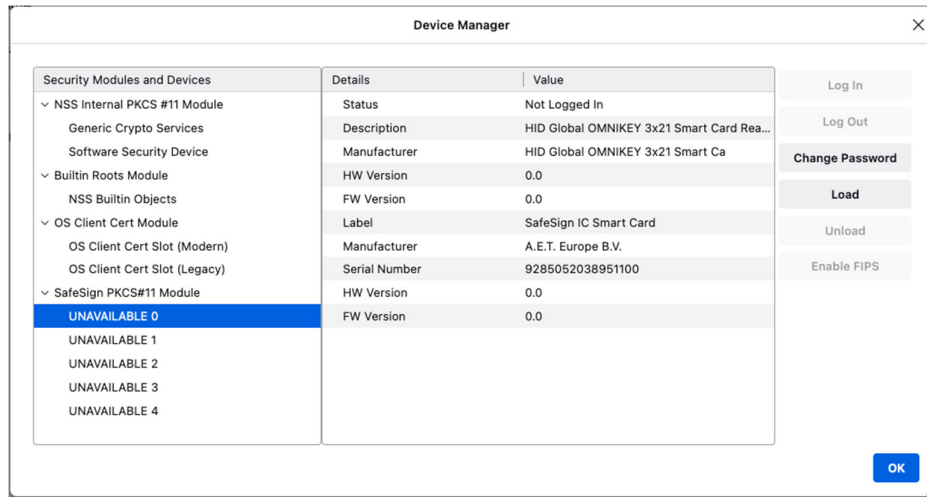 Device Manager
Security Modules and Devices
NSS Internal PKCS #11 Module
Generic Crypto Services
Software Security Device
Builtin Roots Module
NSS Builtin Objects
OS Client Cert Module
OS Client Cert Slot (Modern)
OS Client Cert Slot (Legacy)
SafeSign PKCS#11 Module
UNAVAILABLE 0
UNAVAILABLE 1
UNAVAILABLE 2
UNAVAILABLE 3
UNAVAILABLE 4
Details Value
Status Not Logged In
Description HID Global OMNIKEY 3x21 Smart Card Rea...
Manufacturer HID Global OMNIKEY 3x21 Smart Ca
HW Version 0.0
FW Version 0.0
Label SafeSign IC Smart Card
Manufacturer A.E.T. Europe B.V.
Serial Number 9285052038951100
HW Version 0.0
FW Version 0.0
Log In
Log Out
Change Password
Load
Unload
Enable FIPS
OK